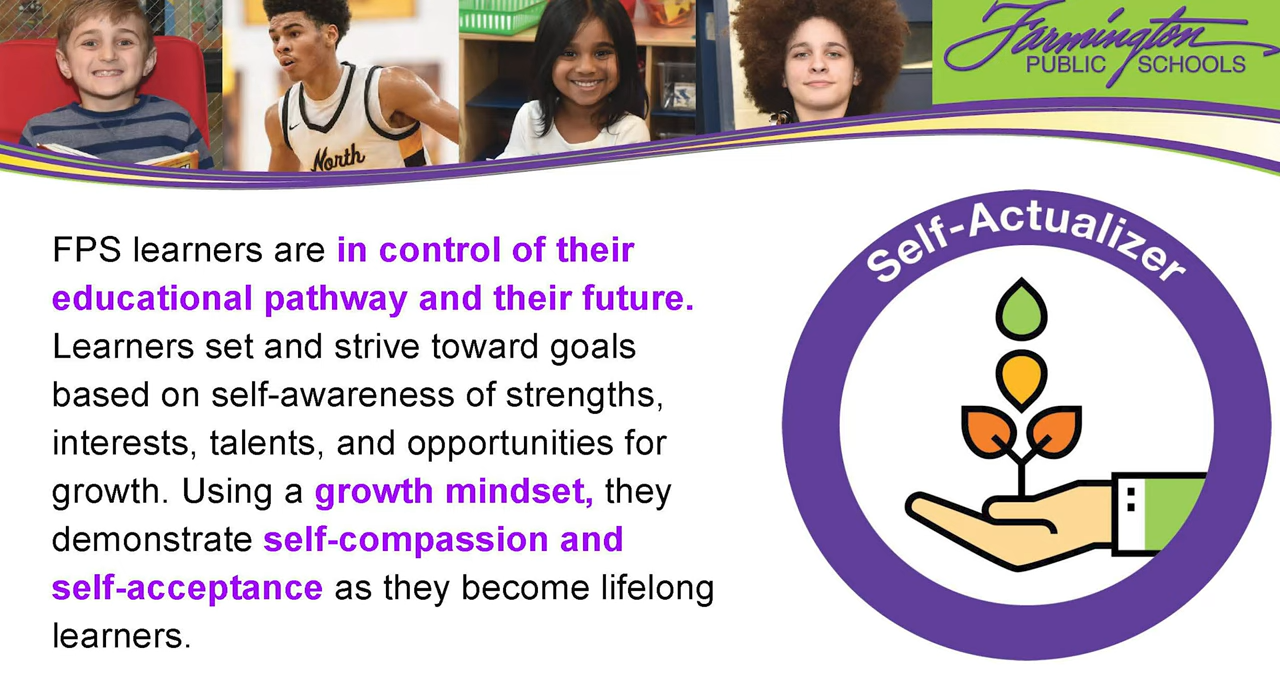 Farmington
PUBLIC SCHOOLS
North
FPS learners are in control of their
educational pathway and their future.
Learners set and strive toward goals
based on self-awareness of strengths,
interests, talents, and opportunities for
growth. Using a growth mindset, they
demonstrate self-compassion and
self-acceptance as they become lifelong
learners.
Self-Actualizer